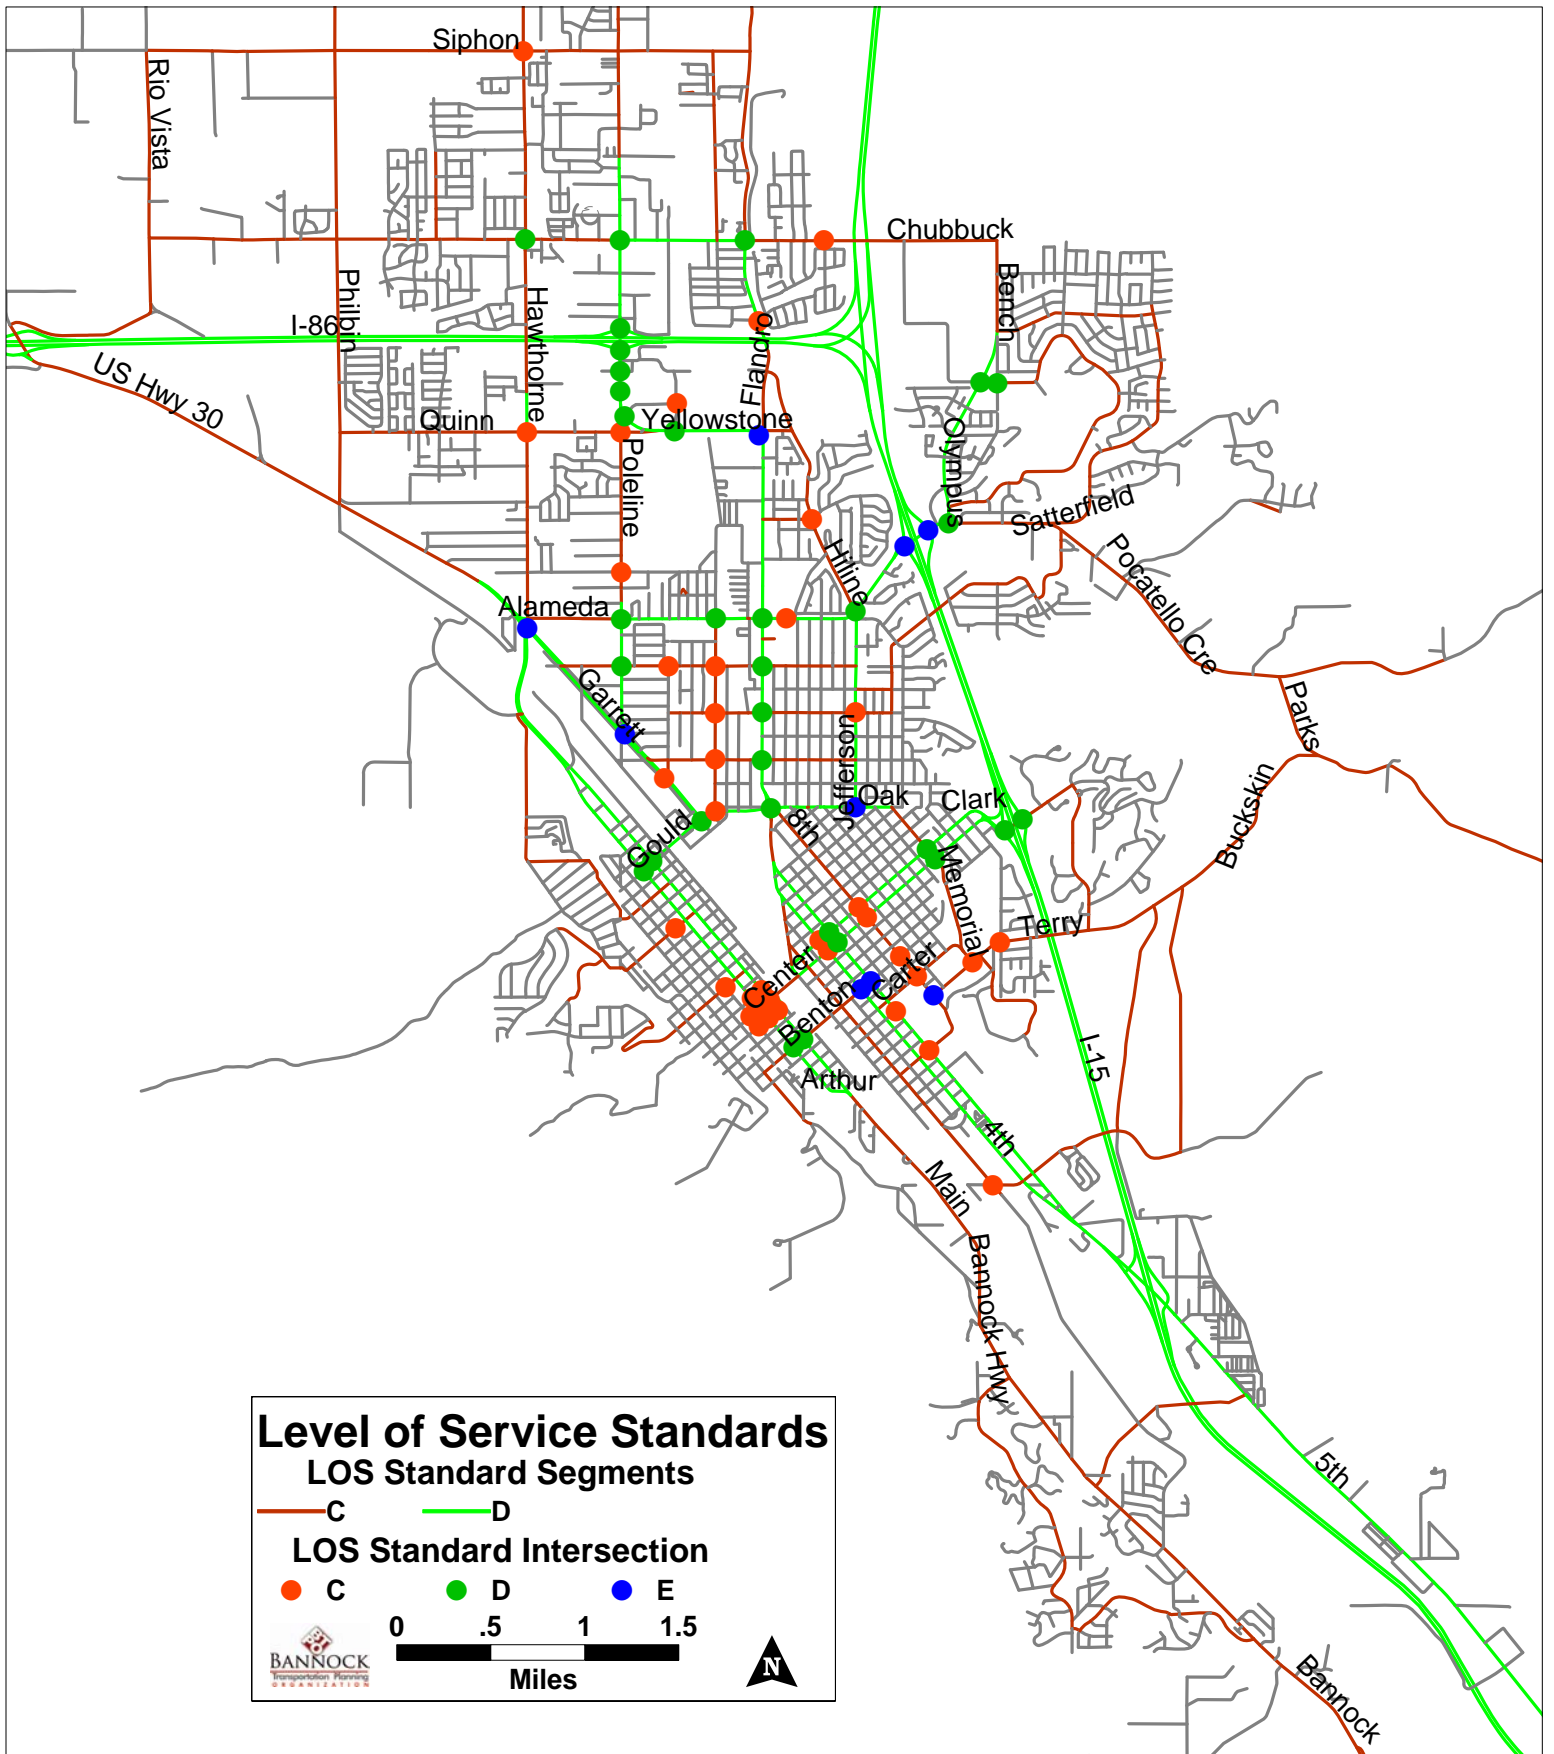 Siphon
Rio Vista
Chubbuck
Bench
Philbin
Hawthorne
I-86
Flandro
US Hwy 30
Quinn
Yellowstone
Poleline
Olympus
Satterfield
Hiline
Pocatello Cre
Alameda
Garrett
Parks
Jefferson
Oak
Clark
Buckskin
8th
Gould
Memorial
Terry
Center
Carter
Benton
Arthur
I-15
4th
Main
Bannock Hwy
5th
Bannock
Level of Service Standards
LOS Standard Segments
C D
LOS Standard Intersection
C D E
0 .5 1 1.5
Miles
BANNOCK
Transportation Planning
ORGANIZATION
N